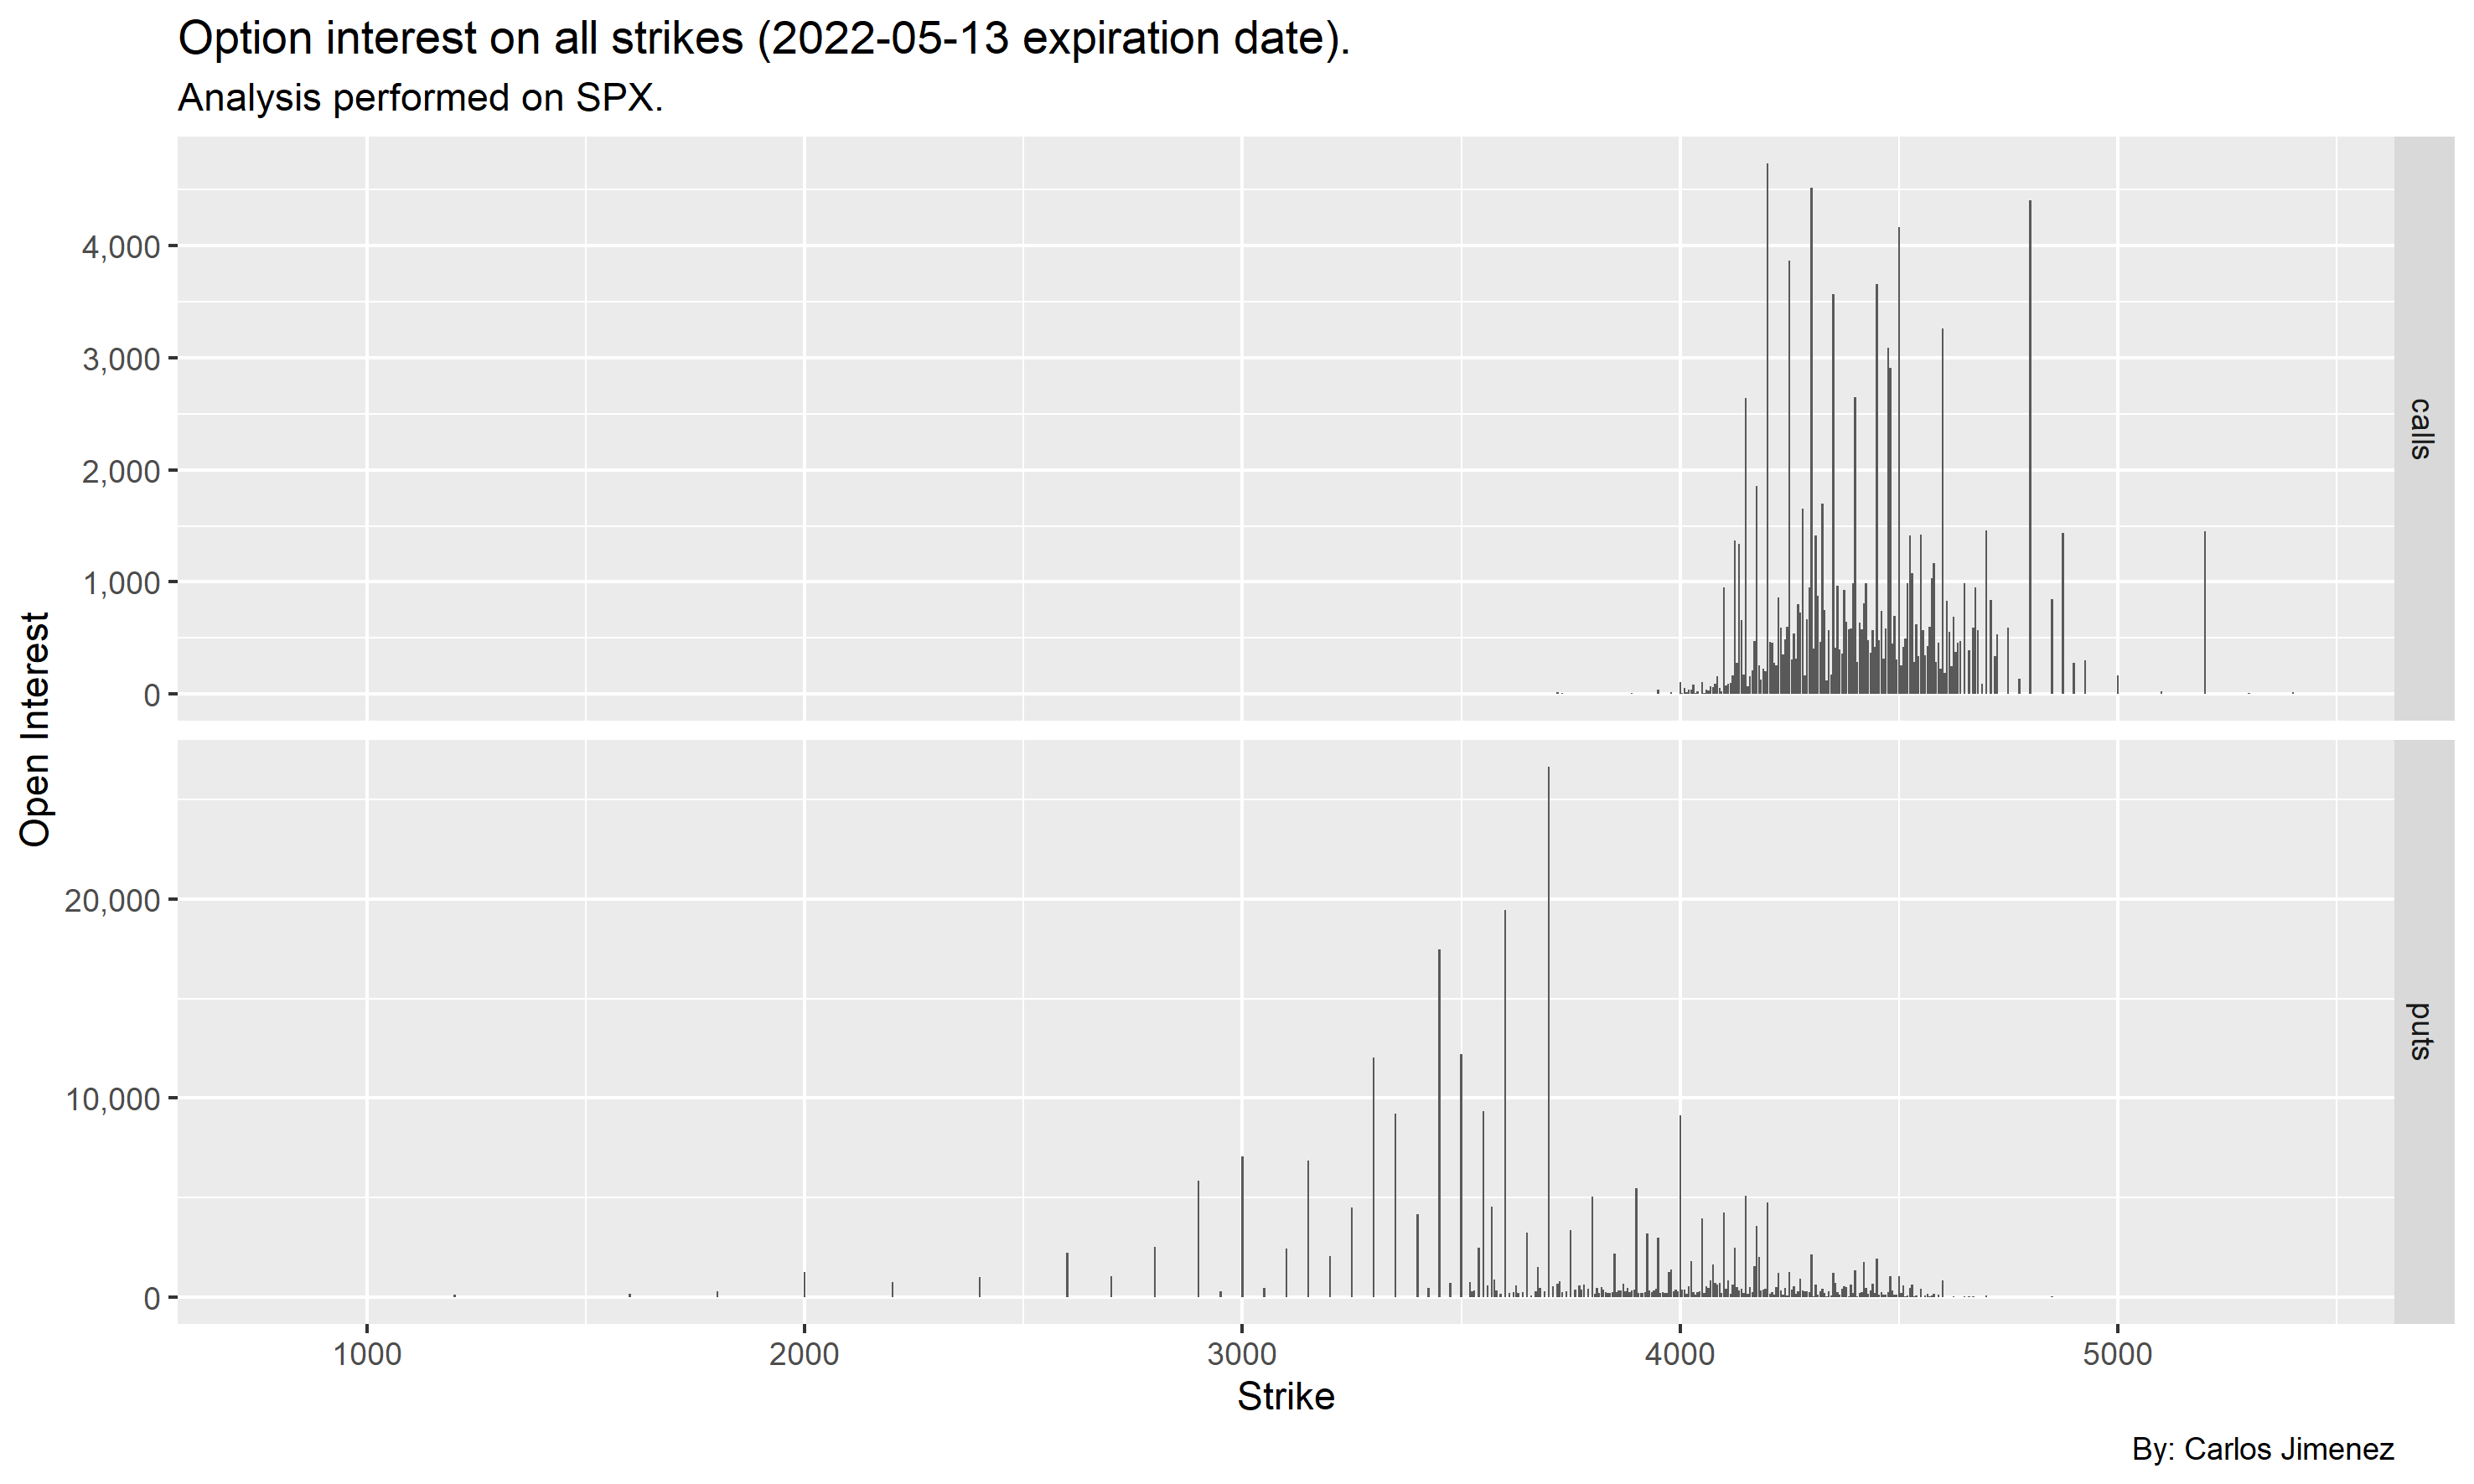 Option interest on all strikes (2022-05-13 expiration date).
Analysis performed on SPX.
Open Interest
4,000
3,000
2,000
1,000
0
calls
20,000
10,000
0
puts
1000
2000
3000
4000
5000
Strike
By: Carlos Jimenez